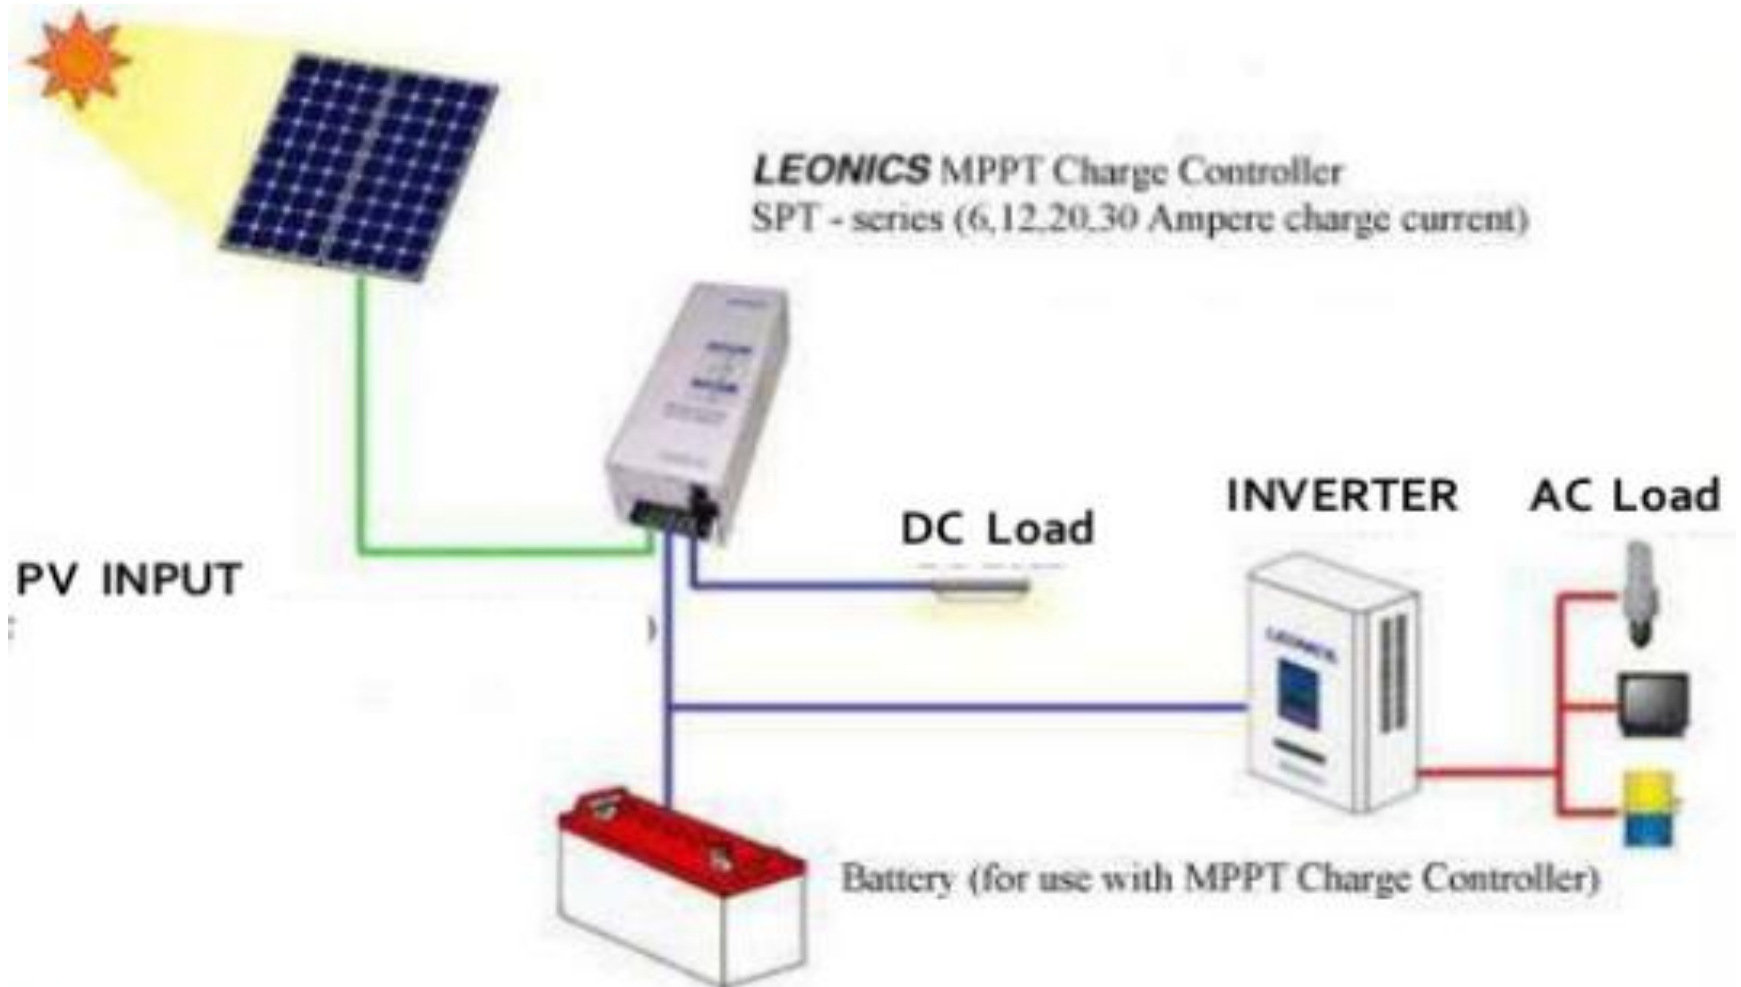 LEONICS MPPT Charge Controller
SPT - series (6,12,20,30 Ampere charge current)
DC Load
INVERTER
AC Load
PV INPUT
LEONICS
Battery (for use with MPPT Charge Controller)